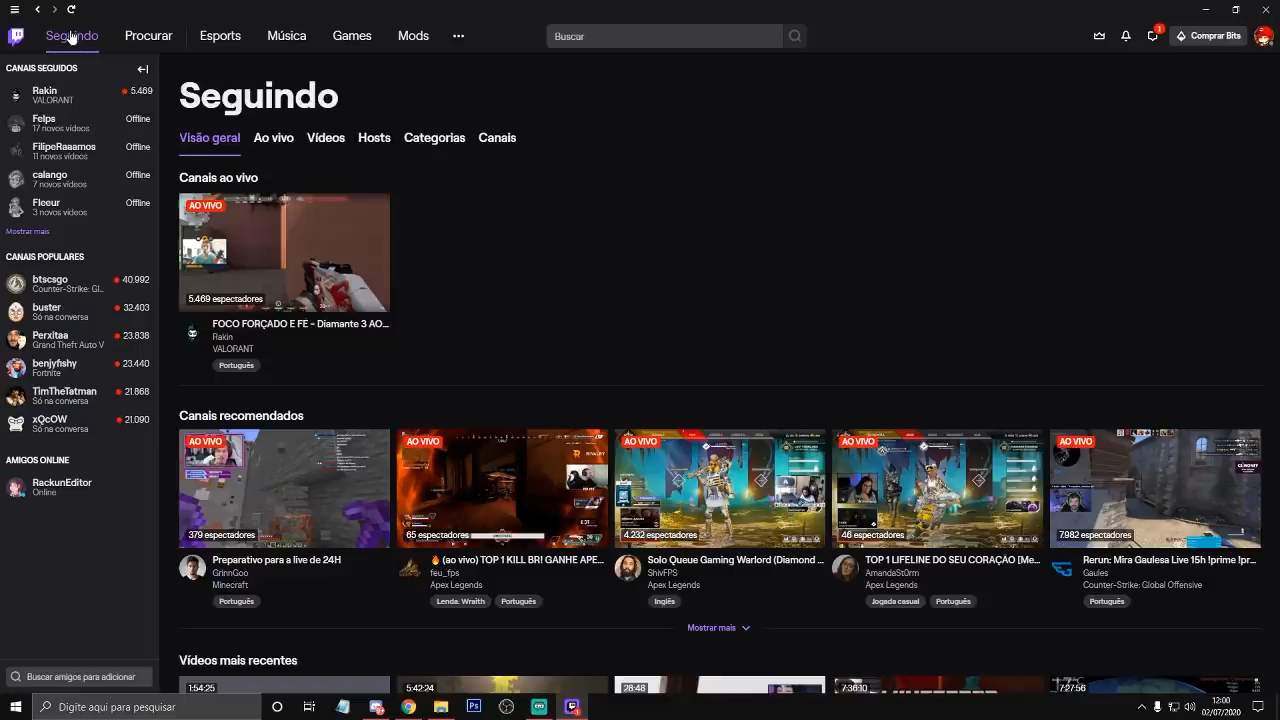 Seguindo
Procurar
Esports
Música
Games
Mods
Buscar
1
Comprar Bits
CANAIS SEGUIDOS
Rakin
5.469
VALORANT
Felps
Offline
17 novos vídeos
FilipeRaaamos
Offline
11 novos vídeos
calango
Offline
7 novos vídeos
Fleeur
Offline
3 novos vídeos
Mostrar mais
CANAIS POPULARES
btscsgo
40.992
Counter-Strike: Gl...
buster
32.403
Só na conversa
Perxitaa
23.838
Grand Theft Auto V
benjyfishy
23.440
Fortnite
TimTheTatman
21.868
Só na conversa
xQcOW
21.090
Só na conversa
AMIGOS ONLINE
ReckunEditor
Online
Buscar amigos para adicionar
Seguindo
Visão geral
Ao vivo
Vídeos
Hosts
Categorias
Canais
Canais ao vivo
AO VIVO
5.469 espectadores
FOCO FORÇADO E FE - Diamante 3 AO...
Rakin
VALORANT
Português
Canais recomendados
AO VIVO
379 espectadores
Preparativo para a live de 24H
GrinnGoo
Minecraft
Português
AO VIVO
RIVALRY
65 espectadores
(ao vivo) TOP 1 KILL BR! GANHE APE...
feu_fps
Apex Legends
Lenda: Wraith
Português
AO VIVO
4.232 espectadores
Solo Queue Gaming Warlord (Diamond ...
ShivFPS
Apex Legends
Inglês
AO VIVO
46 espectadores
TOP 1 LIFELINE DO SEU CORAÇÃO [Me...
AmandaSt0rm
Apex Legends
Jogada casual
Português
AO VIVO
CS.MONEY
7.982 espectadores
Rerun: Mira Gaulesa Live 15h !prime !pr...
Gaules
Counter-Strike: Global Offensive
Português
Mostrar mais
Vídeos mais recentes
1:54:25
5:42:24
28:48
7:36:10
7:27:56
Digite aqui para pesquisar
Ps
12:00
02/07/2020